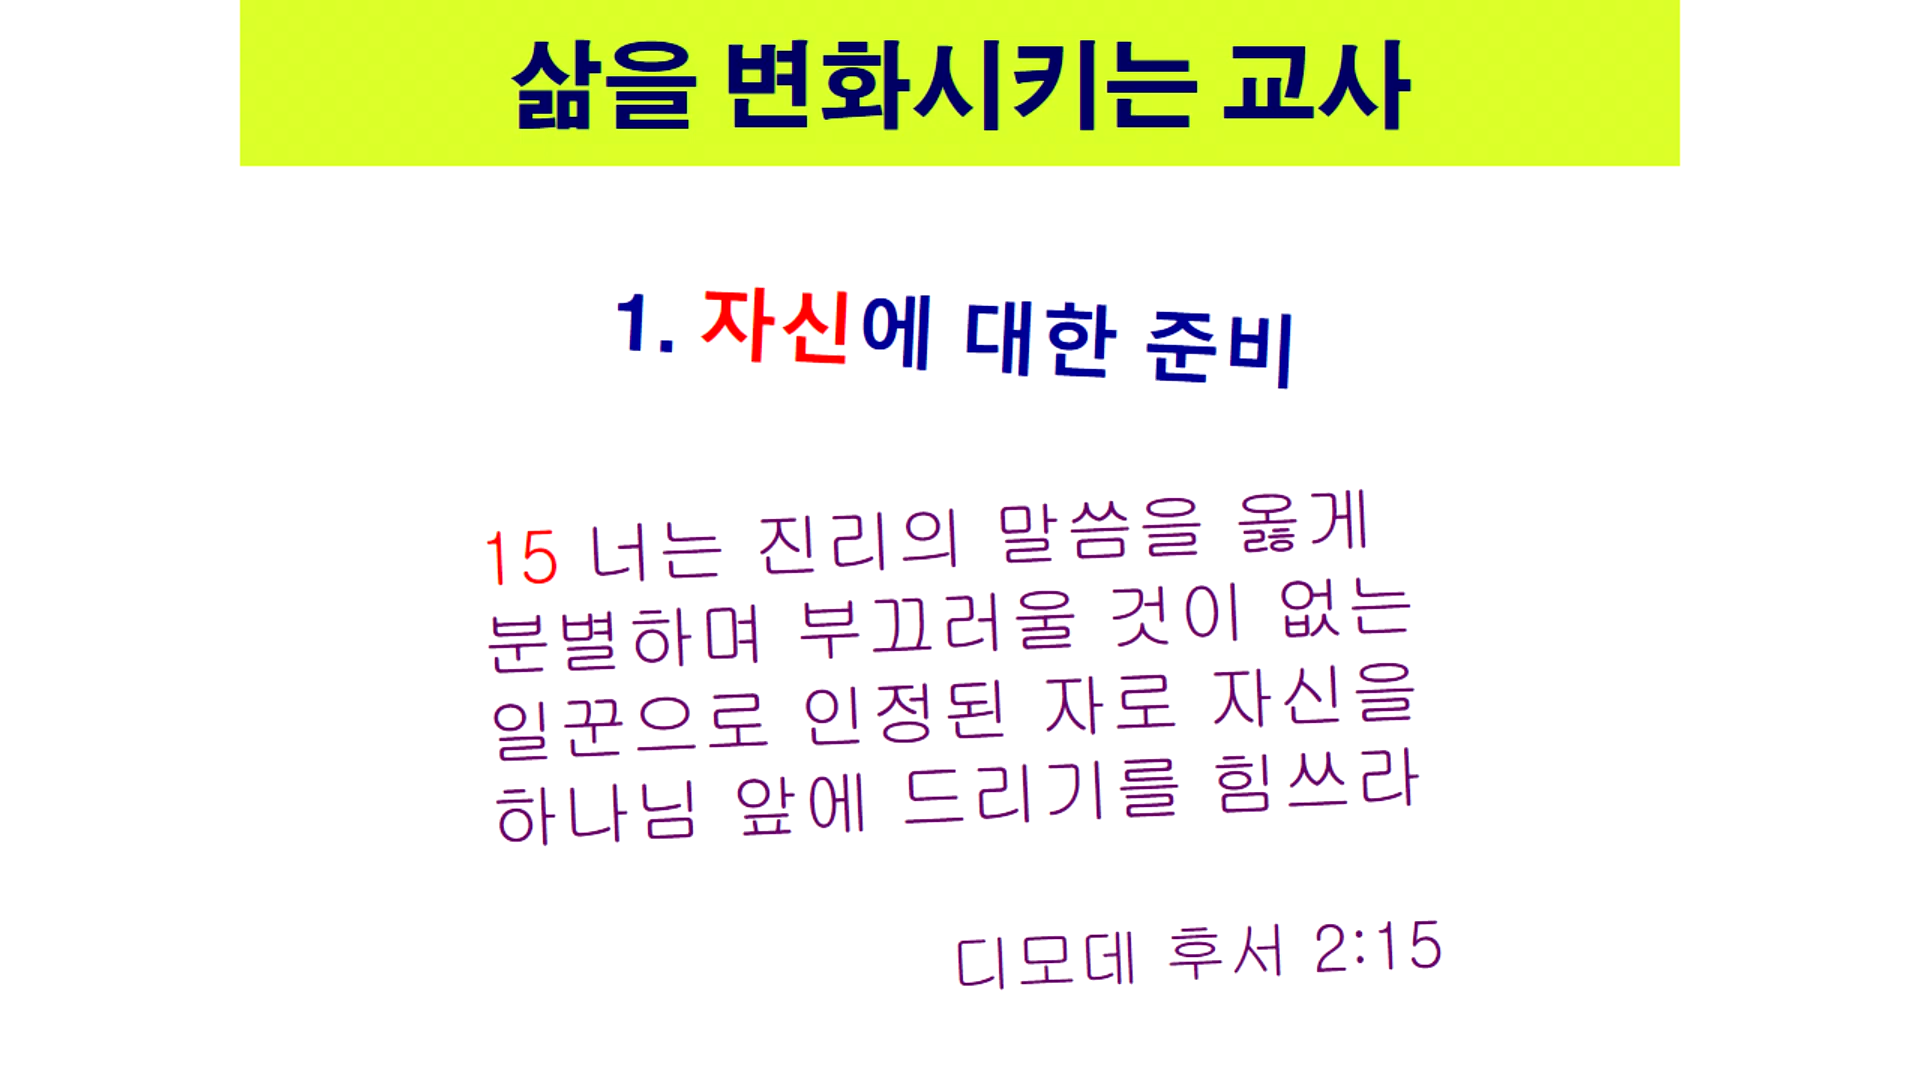 삶을 변화시키는 교사
1. 자신에 대한 준비
15 너는 진리의 말씀을 옳게
분별하며 부끄러울 것이 없는
일꾼으로 인정된 자로 자신을
하나님 앞에 드리기를 힘쓰라
디모데 후서 2:15